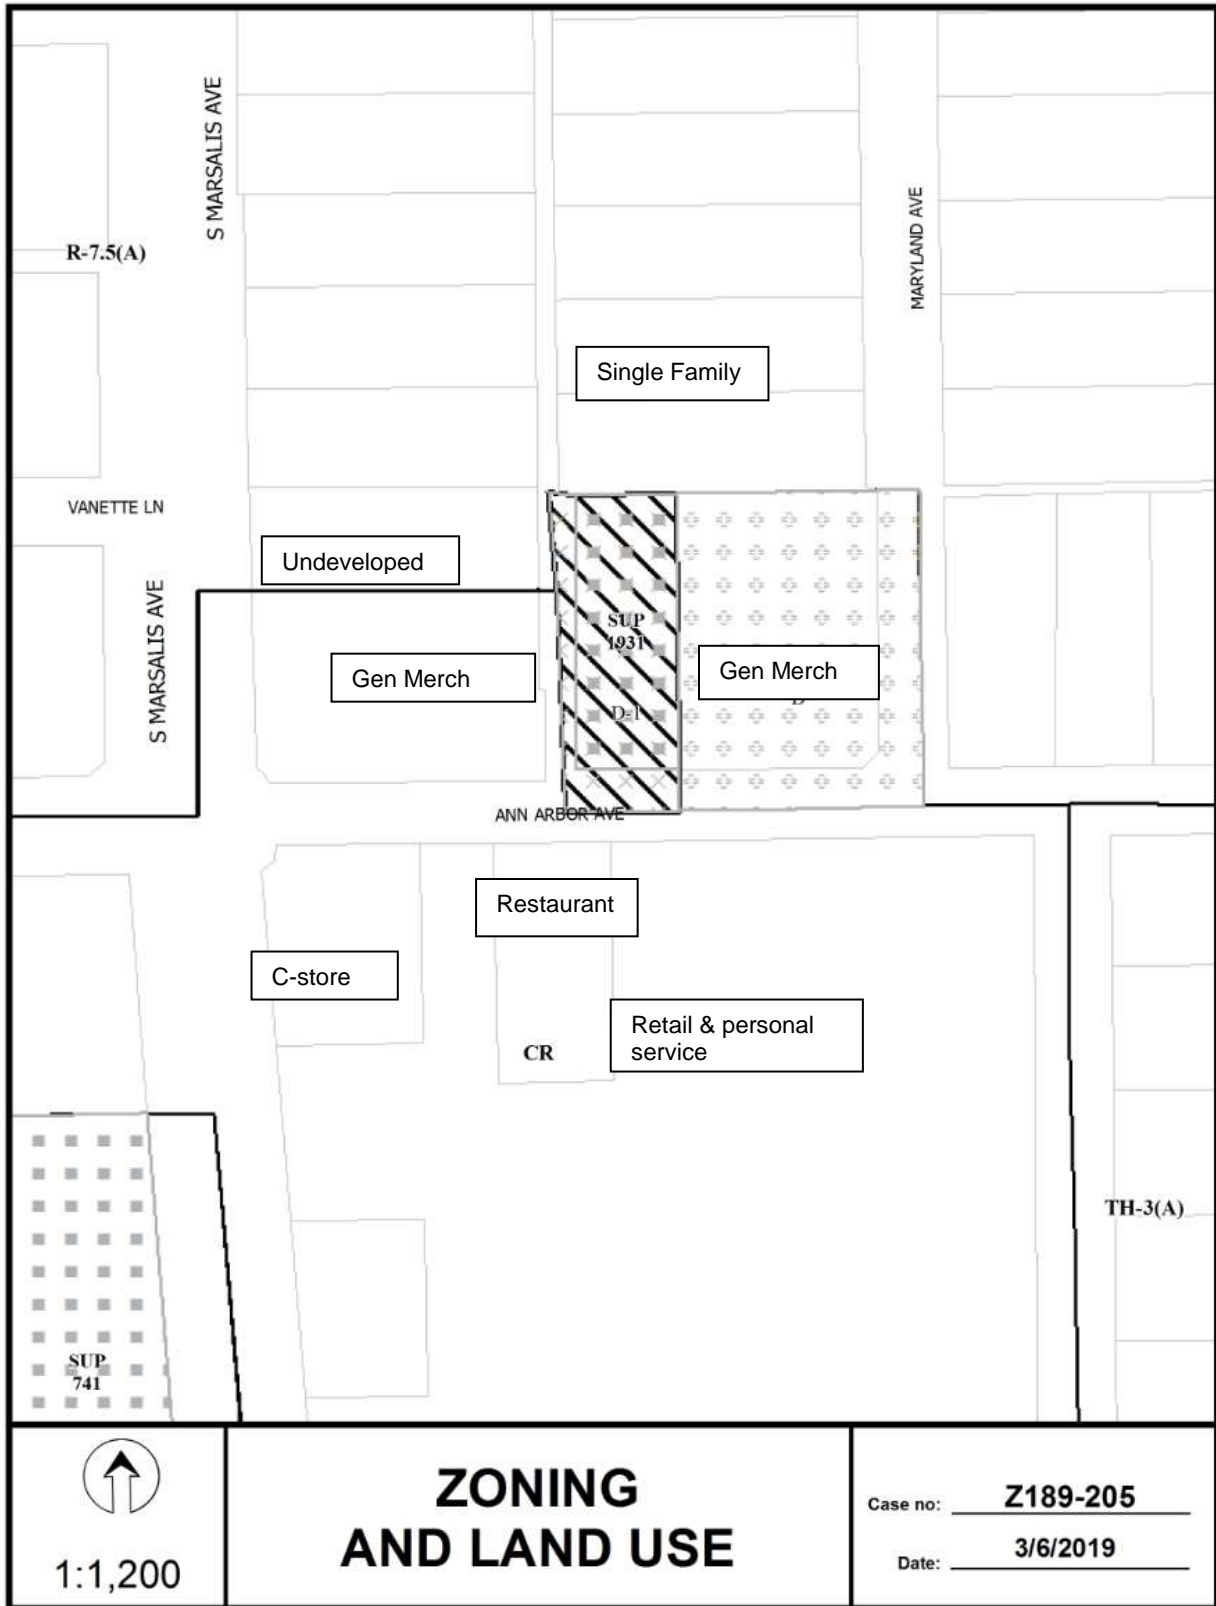 S MARSALIS AVE
MARYLAND AVE
R-7.5(A)
Single Family
VANETTE LN
Undeveloped
S MARSALIS AVE
SUP
1931
Gen Merch
Gen Merch
D-1
ANN ARBOR AVE
Restaurant
C-store
Retail & personal
service
CR
TH-3(A)
SUP
741
1:1,200
ZONING
AND LAND USE
Case no: Z189-205
Date: 3/6/2019